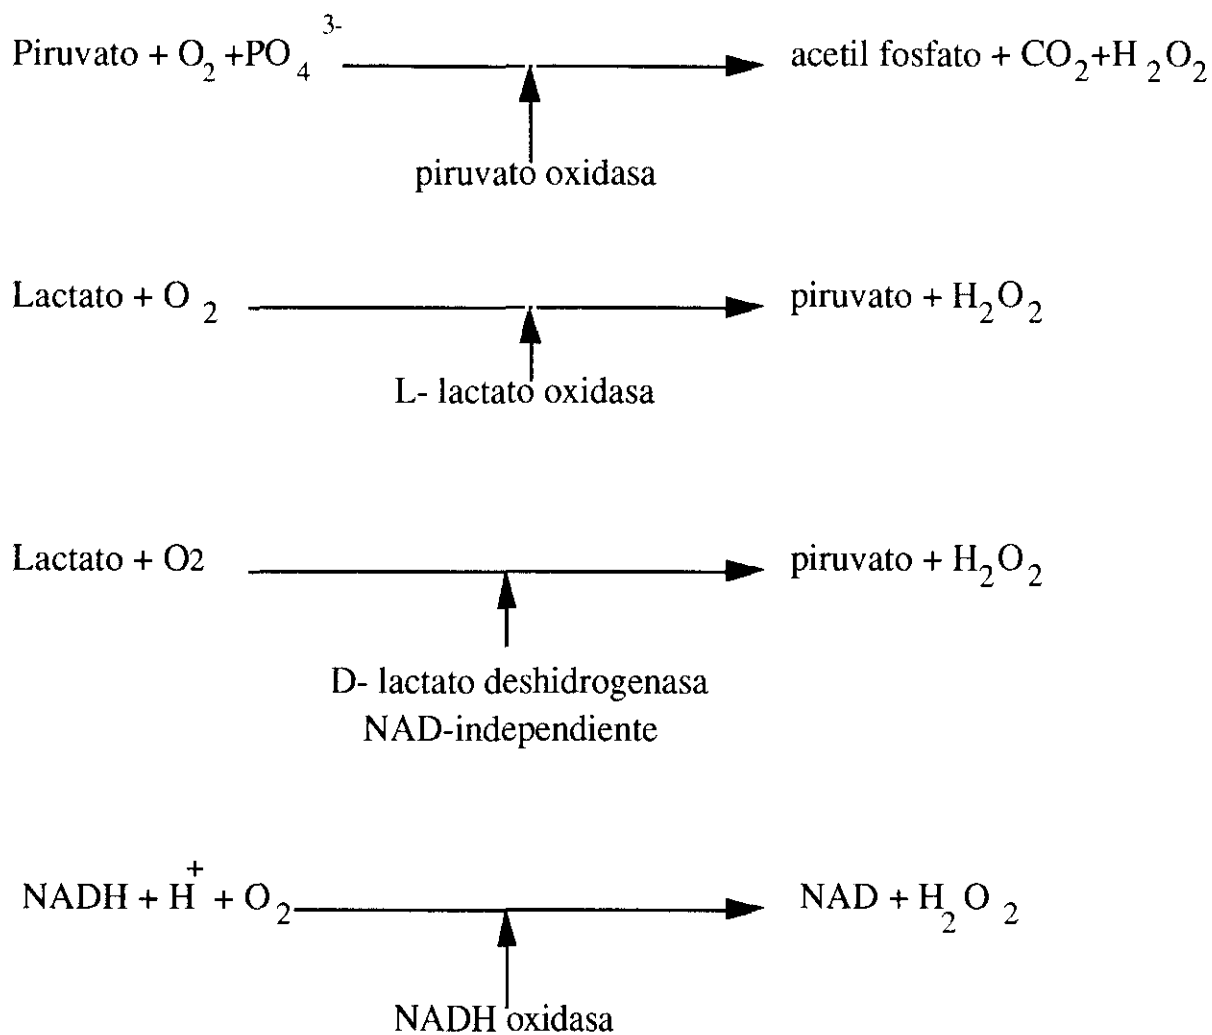 Piruvato + O2 +PO4 3- acetil fosfato + CO2+H2O2
piruvato oxidasa
Lactato + O2 piruvato + H2O2
L- lactato oxidasa
Lactato + O2 piruvato + H2O2
D- lactato deshidrogenasa
NAD-independiente
NADH + H+ + O2 NAD + H2O2
NADH oxidasa